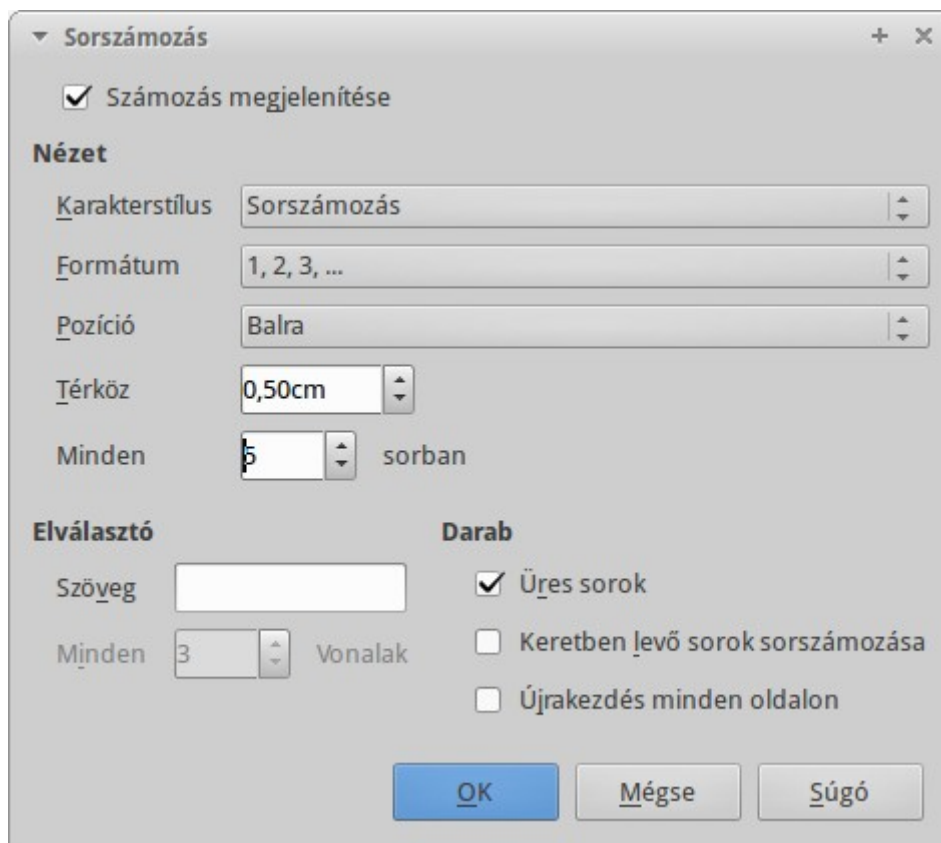 Sorszámozás
Számozás megjelenítése
Nézet
Karakterstílus Sorszámozás
Formátum 1, 2, 3, ...
Pozíció Balra
Térköz 0,50cm
Minden 5 sorban
Elválasztó Darab
Szöveg Üres sorok
Minden 3 Vonalak Keretben levő sorok sorszámozása
Újrakezdés minden oldalon
OK Mégse Súgó